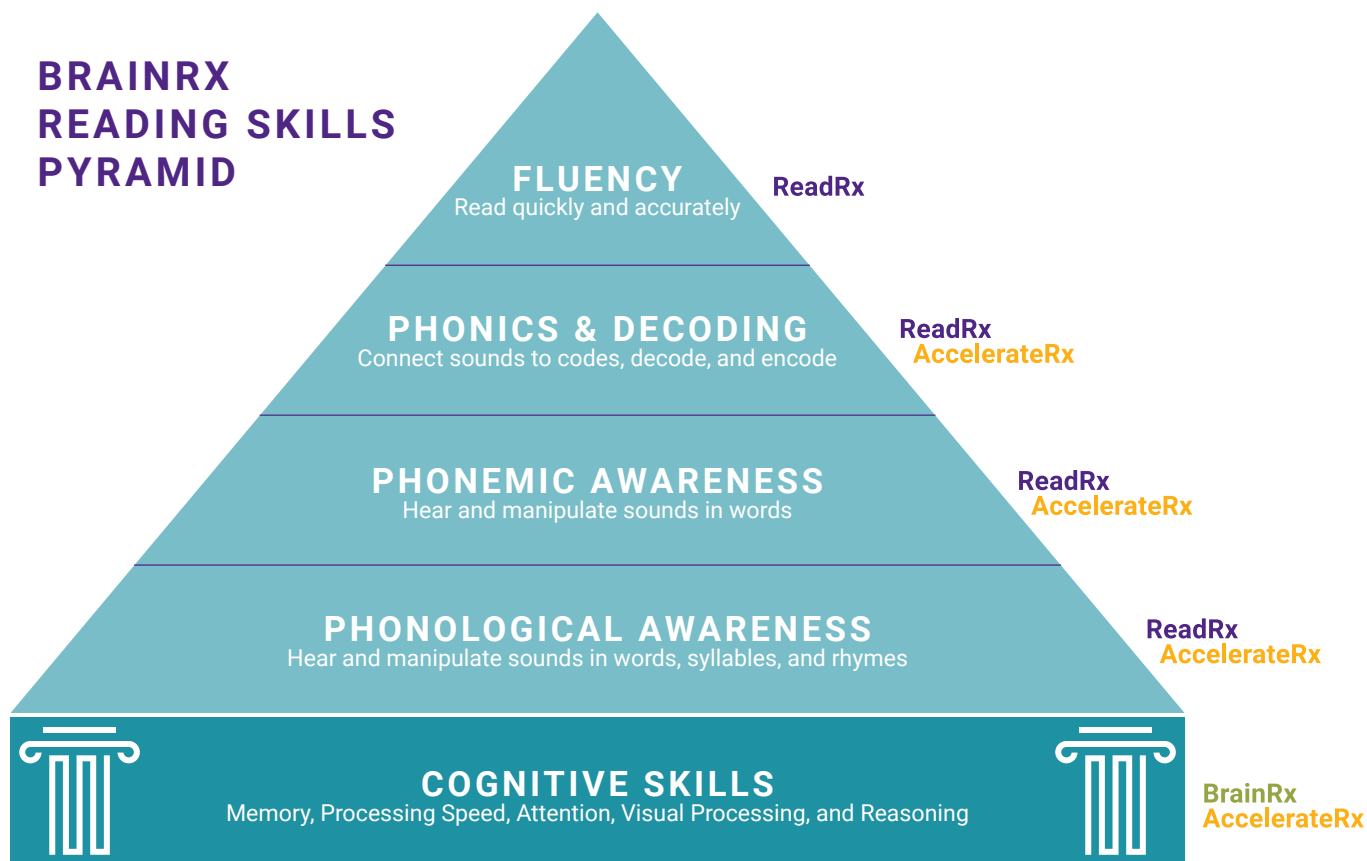 BRAINRX
READING SKILLS
PYRAMID
FLUENCY
Read quickly and accurately
ReadRx
PHONICS & DECODING
Connect sounds to codes, decode, and encode
ReadRx
AccelerateRx
PHONEMIC AWARENESS
Hear and manipulate sounds in words
ReadRx
AccelerateRx
PHONOLOGICAL AWARENESS
Hear and manipulate sounds in words, syllables, and rhymes
ReadRx
AccelerateRx
COGNITIVE SKILLS
Memory, Processing Speed, Attention, Visual Processing, and Reasoning
BrainRx
AccelerateRx